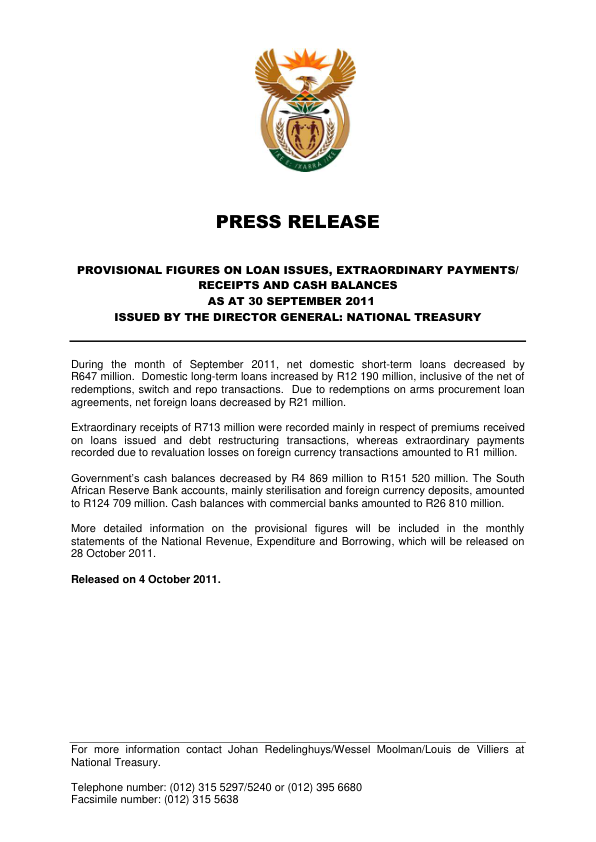 !KE E: /XARRA //KE
PRESS RELEASE
PROVISIONAL FIGURES ON LOAN ISSUES, EXTRAORDINARY PAYMENTS/
RECEIPTS AND CASH BALANCES
AS AT 30 SEPTEMBER 2011
ISSUED BY THE DIRECTOR GENERAL: NATIONAL TREASURY
During the month of September 2011, net domestic short-term loans decreased by
R647 million. Domestic long-term loans increased by R12 190 million, inclusive of the net of
redemptions, switch and repo transactions. Due to redemptions on arms procurement loan
agreements, net foreign loans decreased by R21 million.
Extraordinary receipts of R713 million were recorded mainly in respect of premiums received
on loans issued and debt restructuring transactions, whereas extraordinary payments
recorded due to revaluation losses on foreign currency transactions amounted to R1 million.
Government's cash balances decreased by R4 869 million to R151 520 million. The South
African Reserve Bank accounts, mainly sterilisation and foreign currency deposits, amounted
to R124 709 million. Cash balances with commercial banks amounted to R26 810 million.
More detailed information on the provisional figures will be included in the monthly
statements of the National Revenue, Expenditure and Borrowing, which will be released on
28 October 2011.
Released on 4 October 2011.
For more information contact Johan Redelinghuys/Wessel Moolman/Louis de Villiers at
National Treasury.
Telephone number: (012) 315 5297/5240 or (012) 395 6680
Facsimile number: (012) 315 5638